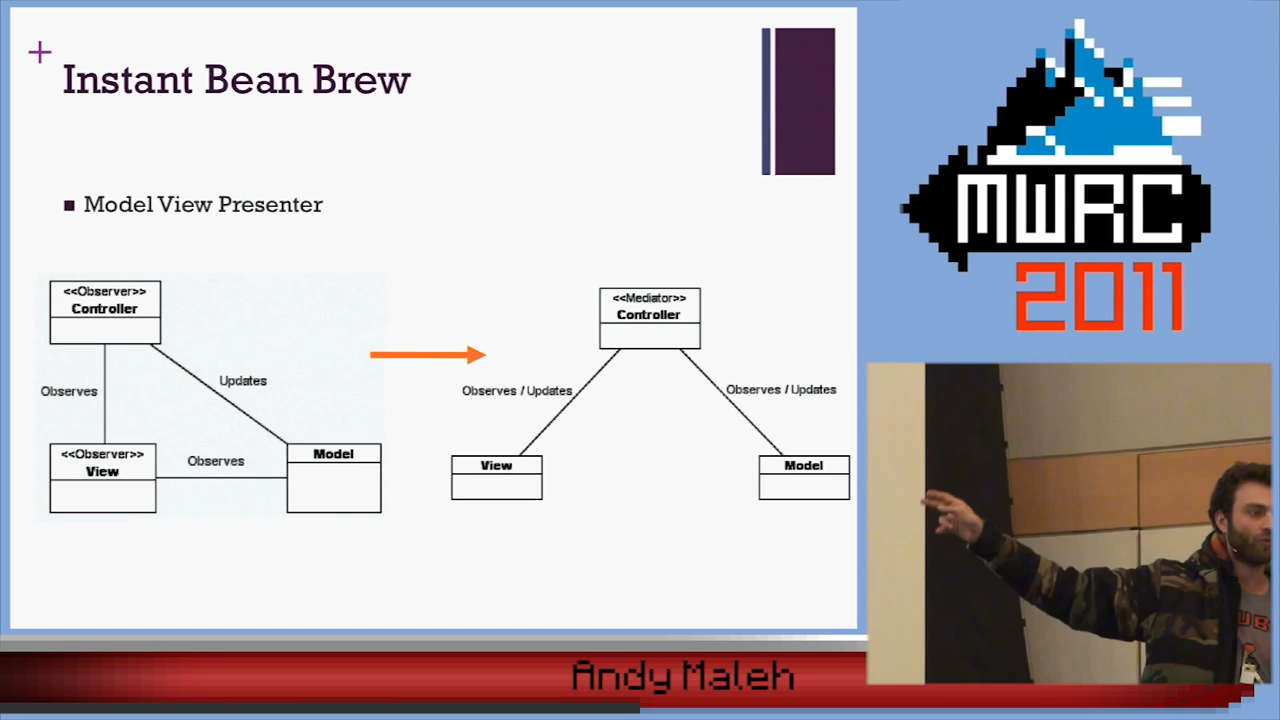 +
Instant Bean Brew
Model View Presenter
<<Observer>>
Controller
Observes
Updates
<<Observer>>
View
Observes
Model
<<Mediator>>
Controller
Observes / Updates
Observes / Updates
View
Model
MWRC
2011
UB
Andy Maleh